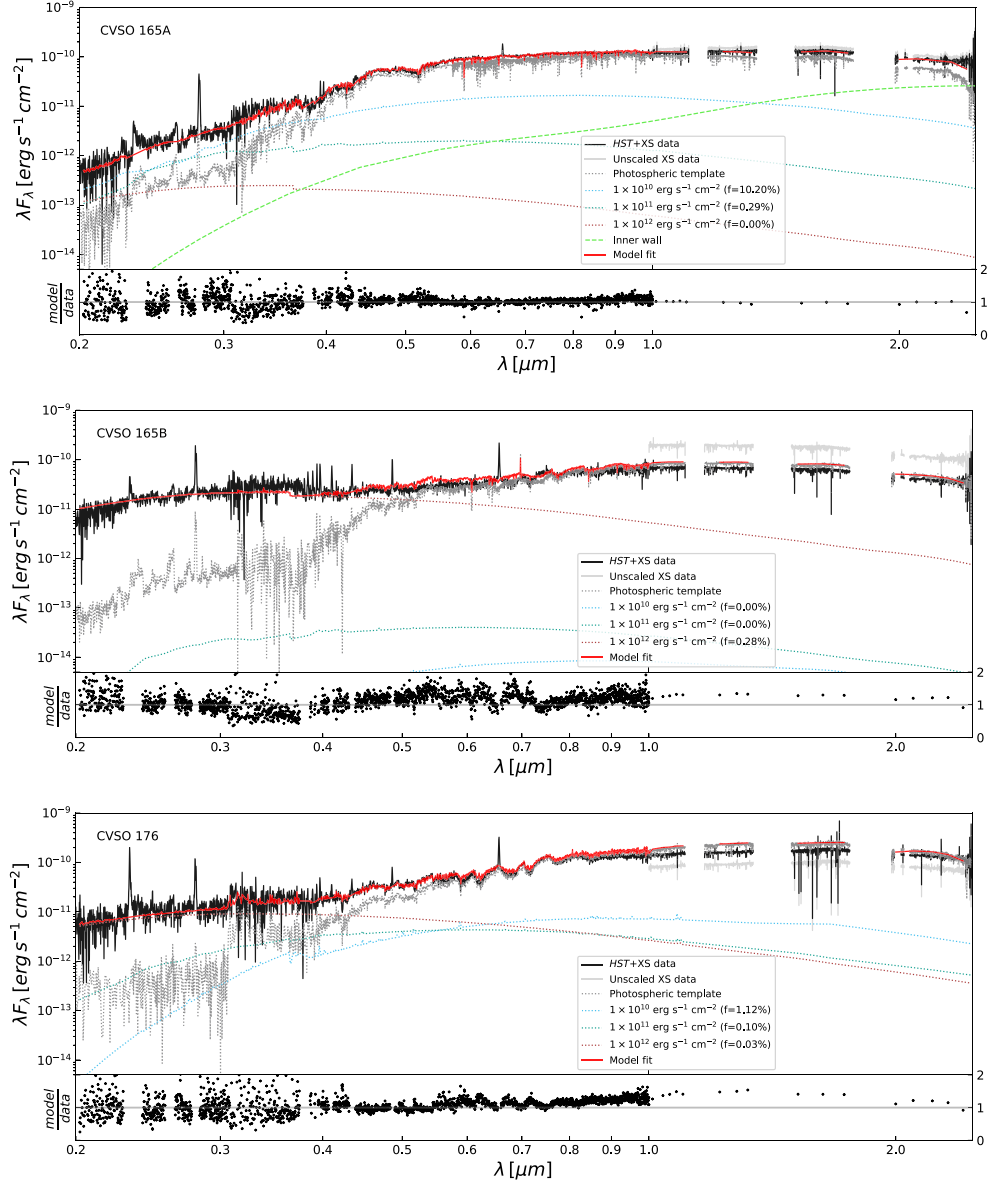 CVSO 165A
10⁻⁹
10⁻¹⁰
10⁻¹¹
10⁻¹²
10⁻¹³
10⁻¹⁴
λF_λ [erg s⁻¹ cm⁻²]
HST+XS data
Unscaled XS data
Photospheric template
1 × 10¹⁰ erg s⁻¹ cm⁻² (f=10.20%)
1 × 10¹¹ erg s⁻¹ cm⁻² (f=0.29%)
1 × 10¹² erg s⁻¹ cm⁻² (f=0.00%)
Inner wall
Model fit
model
data
2
1
0
0.2 0.3 0.4 0.5 0.6 0.7 0.8 1.0 2.0
λ [μm]
CVSO 165B
10⁻⁹
10⁻¹⁰
10⁻¹¹
10⁻¹²
10⁻¹³
10⁻¹⁴
λF_λ [erg s⁻¹ cm⁻²]
HST+XS data
Unscaled XS data
Photospheric template
1 × 10¹⁰ erg s⁻¹ cm⁻² (f=0.00%)
1 × 10¹¹ erg s⁻¹ cm⁻² (f=0.00%)
1 × 10¹² erg s⁻¹ cm⁻² (f=0.28%)
Model fit
model
data
2
1
0
0.2 0.3 0.4 0.5 0.6 0.7 0.8 1.0 2.0
λ [μm]
CVSO 176
10⁻⁹
10⁻¹⁰
10⁻¹¹
10⁻¹²
10⁻¹³
10⁻¹⁴
λF_λ [erg s⁻¹ cm⁻²]
HST+XS data
Unscaled XS data
Photospheric template
1 × 10¹⁰ erg s⁻¹ cm⁻² (f=1.12%)
1 × 10¹¹ erg s⁻¹ cm⁻² (f=0.10%)
1 × 10¹² erg s⁻¹ cm⁻² (f=0.03%)
Model fit
model
data
2
1
0
0.2 0.3 0.4 0.5 0.6 0.7 0.8 1.0 2.0
λ [μm]